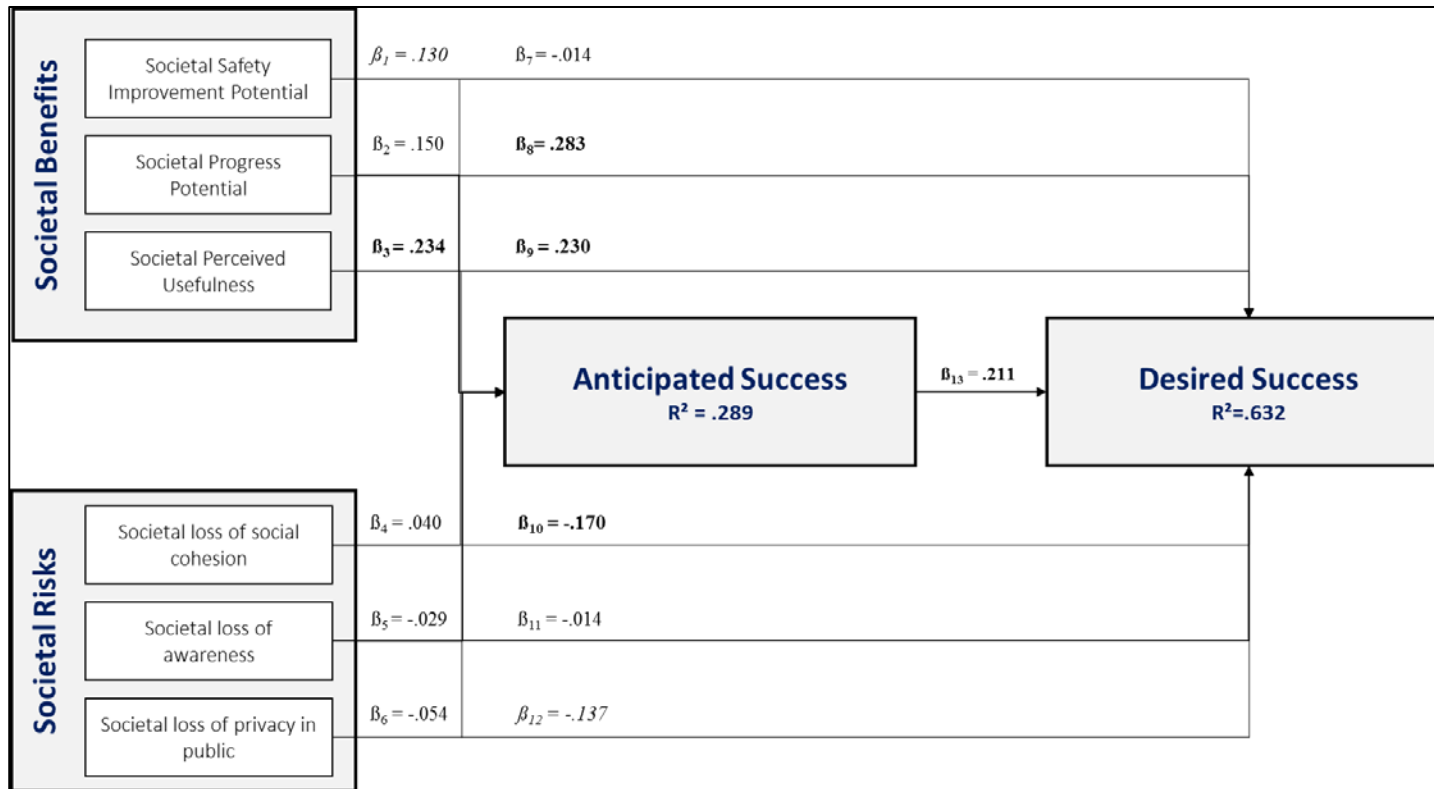 Societal Benefits
Societal Safety
Improvement Potential
ß₁ = .130
ß₇ = -.014
Societal Progress
Potential
ß₂ = .150
ß₈= .283
Societal Perceived
Usefulness
ß₃ = .234
ß₉ = .230
Anticipated Success
R² = .289
ß₁₃ = .211
Desired Success
R²=.632
Societal Risks
Societal loss of social
cohesion
ß₄ = .040
ß₁₀ = -.170
Societal loss of
awareness
ß₅ = -.029
ß₁₁ = -.014
Societal loss of privacy in
public
ß₆ = -.054
ß₁₂ = -.137